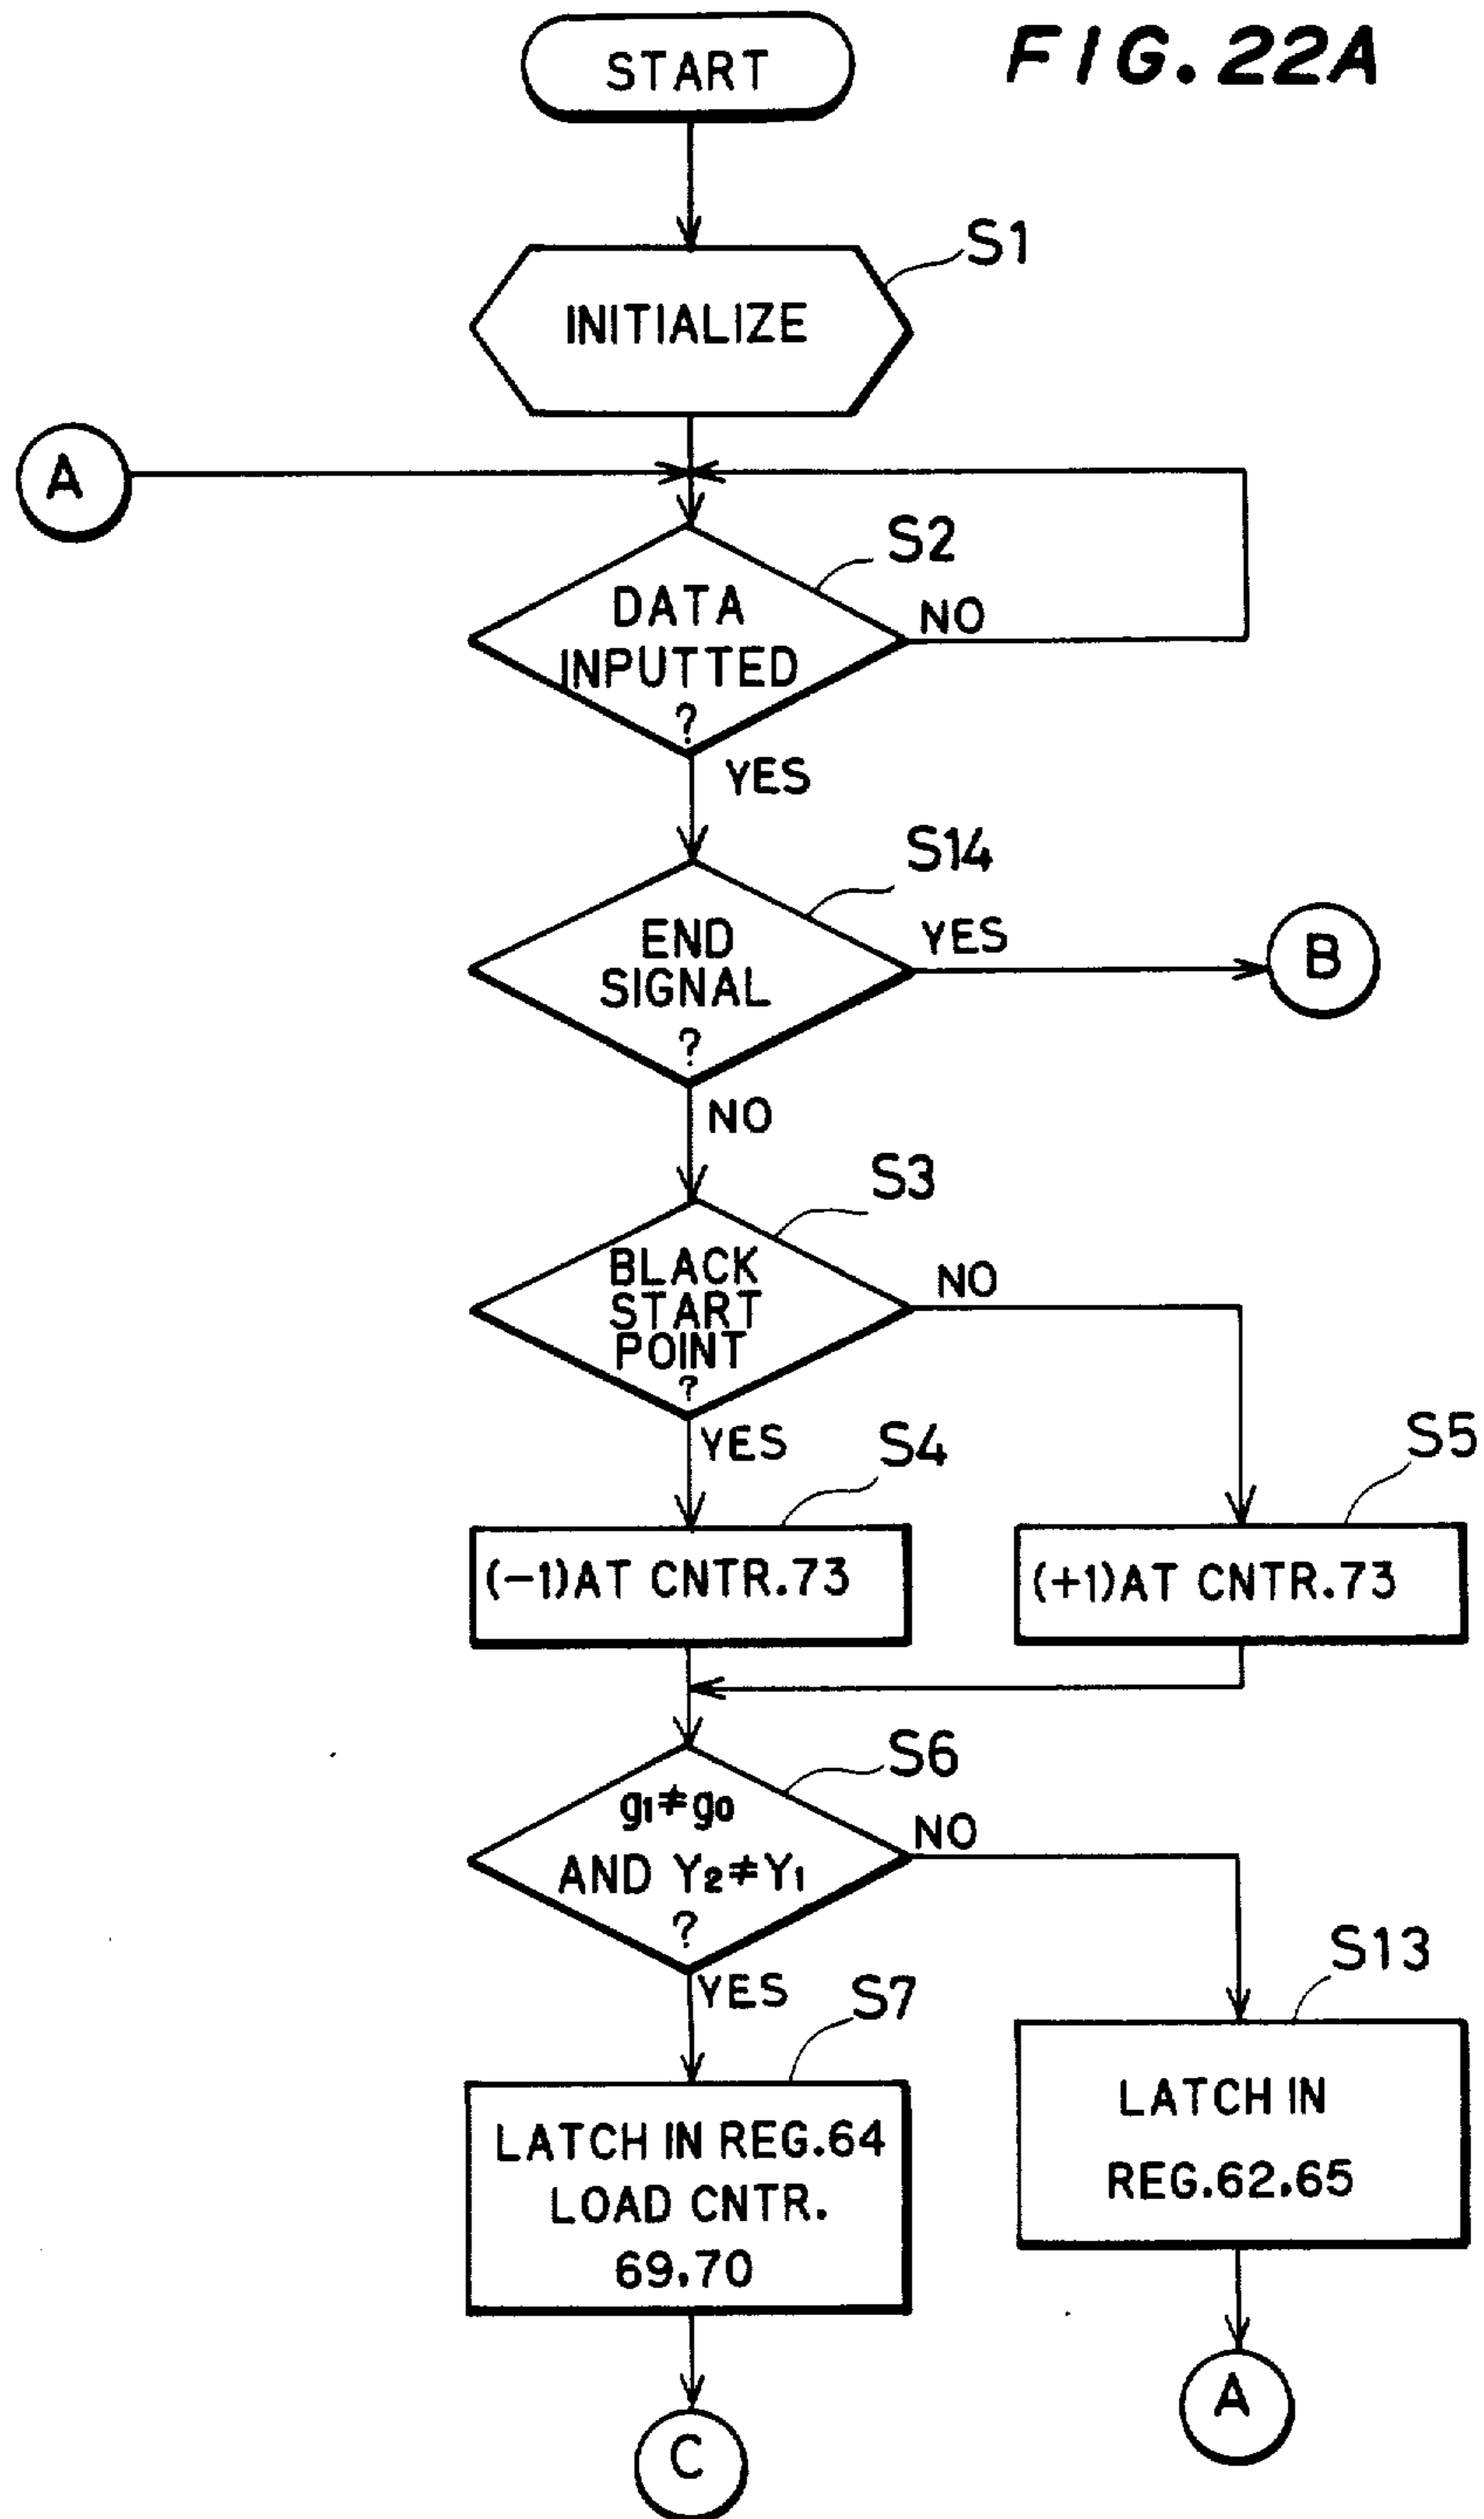 FIG.22A
START
S1
INITIALIZE
A
S2
DATA
INPUTTED
?
NO
YES
S14
END
SIGNAL
?
YES
B
NO
S3
BLACK
START
POINT
?
NO
YES
S4
S5
(-1)AT CNTR.73
(+1)AT CNTR.73
S6
g1≠g0
AND Y2≠Y1
?
NO
YES
S7
S13
LATCH IN REG.64
LOAD CNTR.
69.70
LATCH IN
REG.62.65
A
C